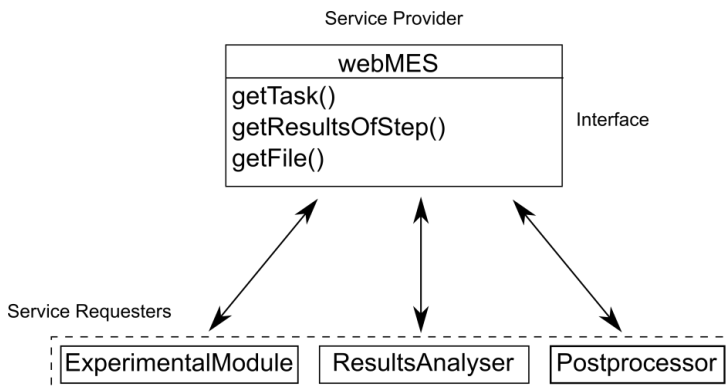 Service Provider
webMES
getTask()
getResultsOfStep()
getFile()
Interface
Service Requesters
ExperimentalModule
ResultsAnalyser
Postprocessor